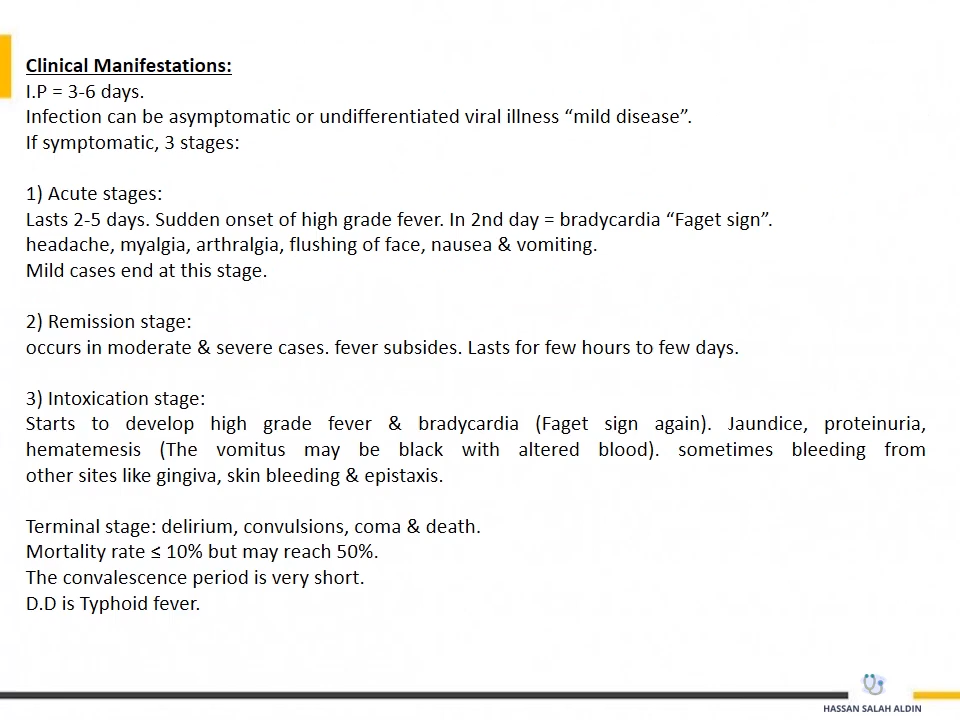 Clinical Manifestations:
I.P = 3-6 days.
Infection can be asymptomatic or undifferentiated viral illness “mild disease”.
If symptomatic, 3 stages:
1) Acute stages:
Lasts 2-5 days. Sudden onset of high grade fever. In 2nd day = bradycardia “Faget sign”.
headache, myalgia, arthralgia, flushing of face, nausea & vomiting.
Mild cases end at this stage.
2) Remission stage:
occurs in moderate & severe cases. fever subsides. Lasts for few hours to few days.
3) Intoxication stage:
Starts to develop high grade fever & bradycardia (Faget sign again). Jaundice, proteinuria,
hematemesis (The vomitus may be black with altered blood). sometimes bleeding from
other sites like gingiva, skin bleeding & epistaxis.
Terminal stage: delirium, convulsions, coma & death.
Mortality rate ≤ 10% but may reach 50%.
The convalescence period is very short.
D.D is Typhoid fever.
HASSAN SALAH ALDIN